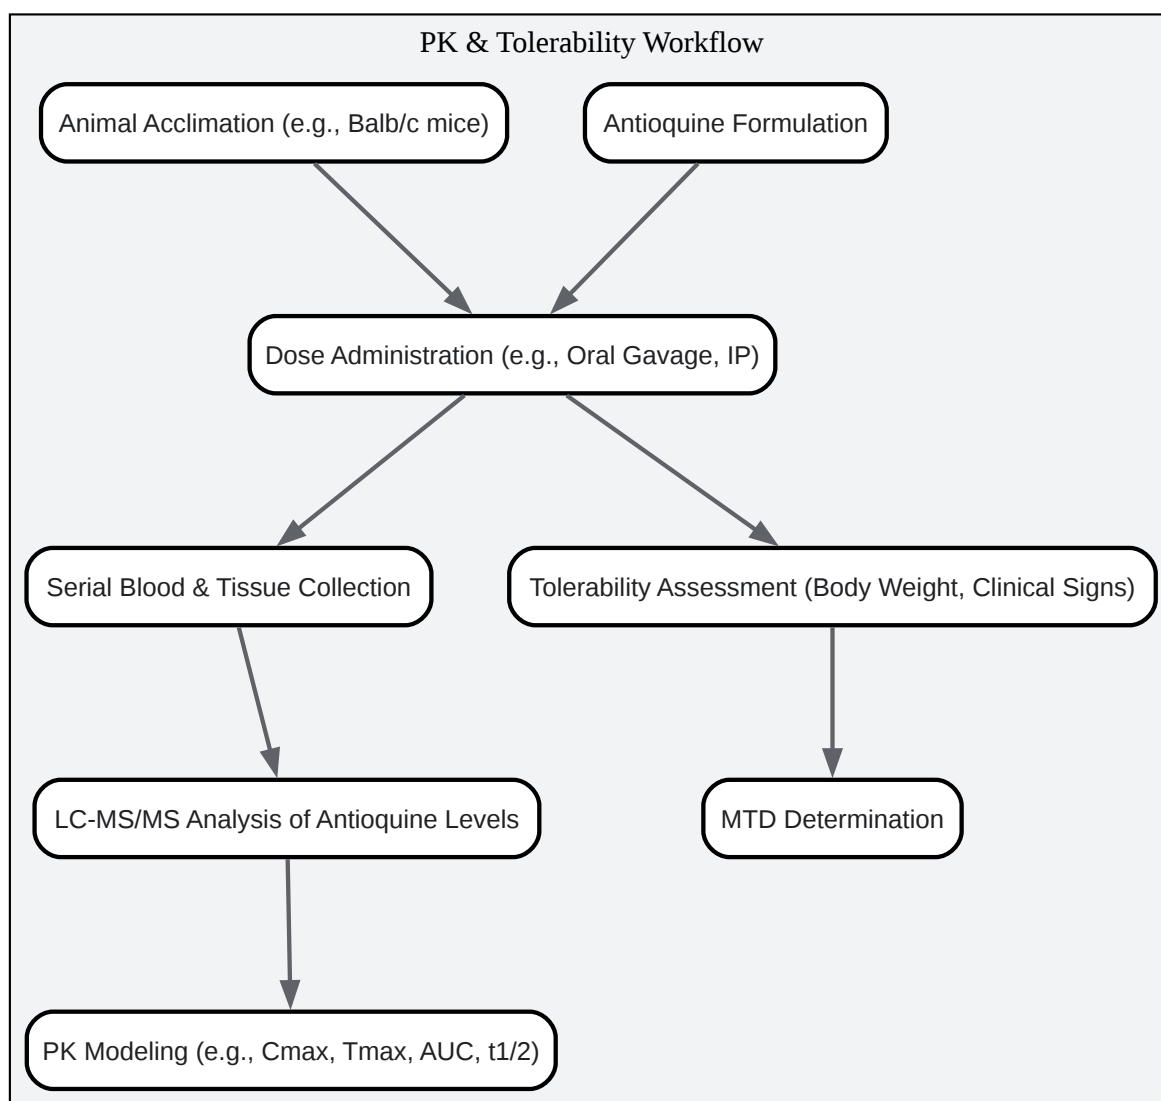 PK & Tolerability Workflow
Animal Acclimation (e.g., Balb/c mice)
Antioquine Formulation
Dose Administration (e.g., Oral Gavage, IP)
Serial Blood & Tissue Collection
Tolerability Assessment (Body Weight, Clinical Signs)
LC-MS/MS Analysis of Antioquine Levels
MTD Determination
PK Modeling (e.g., Cmax, Tmax, AUC, t1/2)